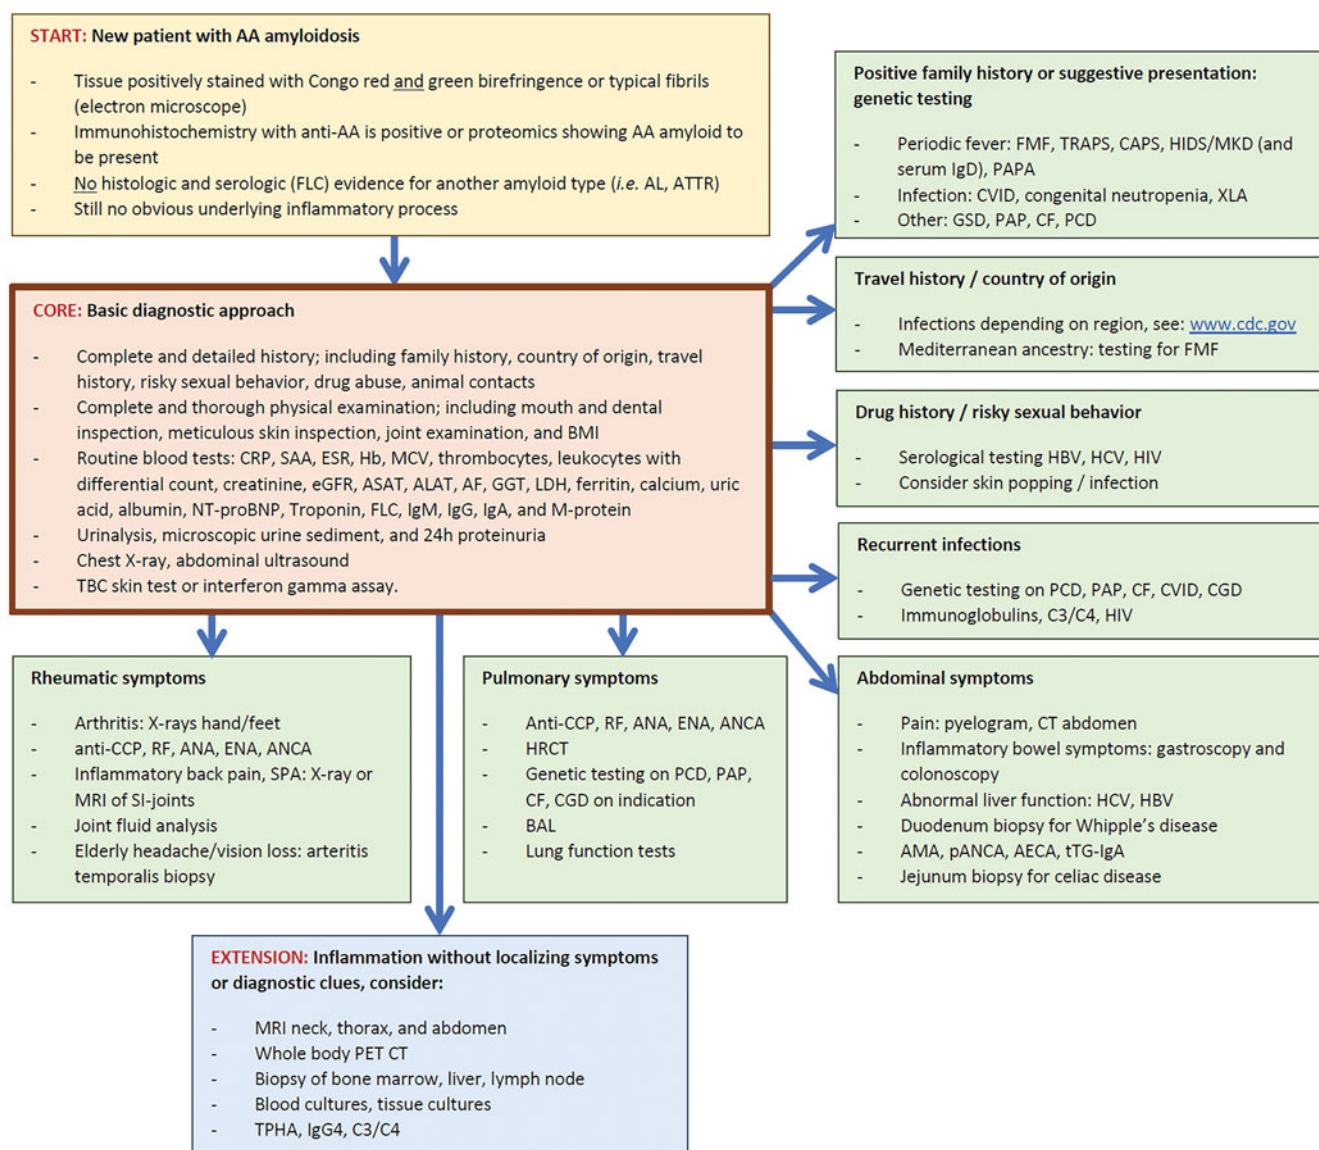 START: New patient with AA amyloidosis
- Tissue positively stained with Congo red and green birefringence or typical fibrils
(electron microscope)
- Immunohistochemistry with anti-AA is positive or proteomics showing AA amyloid to
be present
- No histologic and serologic (FLC) evidence for another amyloid type (i.e. AL, ATTR)
- Still no obvious underlying inflammatory process
CORE: Basic diagnostic approach
- Complete and detailed history; including family history, country of origin, travel
history, risky sexual behavior, drug abuse, animal contacts
- Complete and thorough physical examination; including mouth and dental
inspection, meticulous skin inspection, joint examination, and BMI
- Routine blood tests: CRP, SAA, ESR, Hb, MCV, thrombocytes, leukocytes with
differential count, creatinine, eGFR, ASAT, ALAT, AF, GGT, LDH, ferritin, calcium, uric
acid, albumin, NT-proBNP, Troponin, FLC, IgM, IgG, IgA, and M-protein
- Urinalysis, microscopic urine sediment, and 24h proteinuria
- Chest X-ray, abdominal ultrasound
- TBC skin test or interferon gamma assay.
Positive family history or suggestive presentation:
genetic testing
- Periodic fever: FMF, TRAPS, CAPS, HIDS/MKD (and
serum IgD), PAPA
- Infection: CVID, congenital neutropenia, XLA
- Other: GSD, PAP, CF, PCD
Travel history / country of origin
- Infections depending on region, see: www.cdc.gov
- Mediterranean ancestry: testing for FMF
Drug history / risky sexual behavior
- Serological testing HBV, HCV, HIV
- Consider skin popping / infection
Recurrent infections
- Genetic testing on PCD, PAP, CF, CVID, CGD
- Immunoglobulins, C3/C4, HIV
Rheumatic symptoms
- Arthritis: X-rays hand/feet
- anti-CCP, RF, ANA, ENA, ANCA
- Inflammatory back pain, SPA: X-ray or
MRI of SI-joints
- Joint fluid analysis
- Elderly headache/vision loss: arteritis
temporalis biopsy
Pulmonary symptoms
- Anti-CCP, RF, ANA, ENA, ANCA
- HRCT
- Genetic testing on PCD, PAP,
CF, CGD on indication
- BAL
- Lung function tests
Abdominal symptoms
- Pain: pyelogram, CT abdomen
- Inflammatory bowel symptoms: gastroscopy and
colonoscopy
- Abnormal liver function: HCV, HBV
- Duodenum biopsy for Whipple's disease
- AMA, pANCA, AECA, tTG-IgA
- Jejunum biopsy for celiac disease
EXTENSION: Inflammation without localizing symptoms
or diagnostic clues, consider:
- MRI neck, thorax, and abdomen
- Whole body PET CT
- Biopsy of bone marrow, liver, lymph node
- Blood cultures, tissue cultures
- TPHA, IgG4, C3/C4